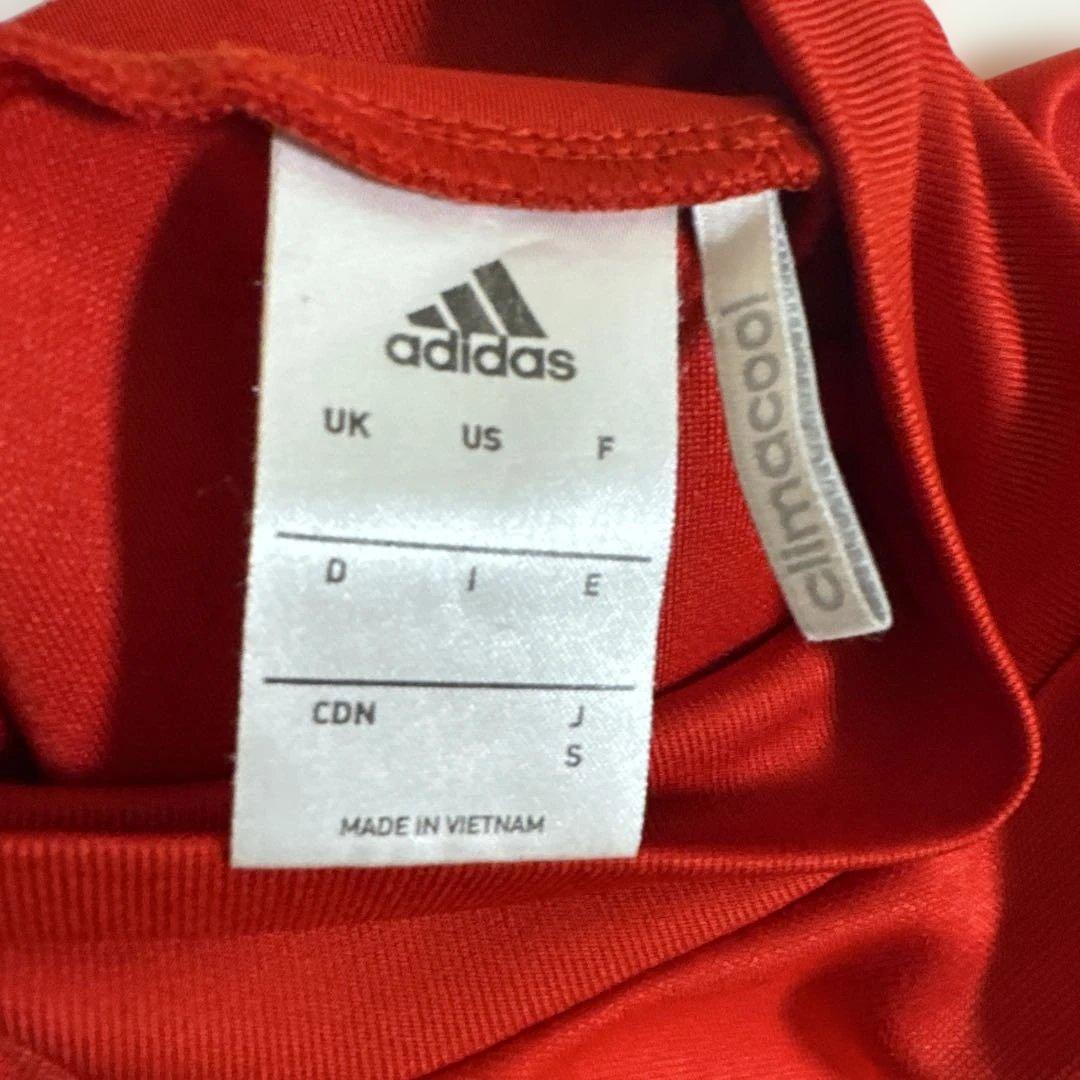 adidas
UK US F
D I E
CDN J
S
MADE IN VIETNAM
climacool